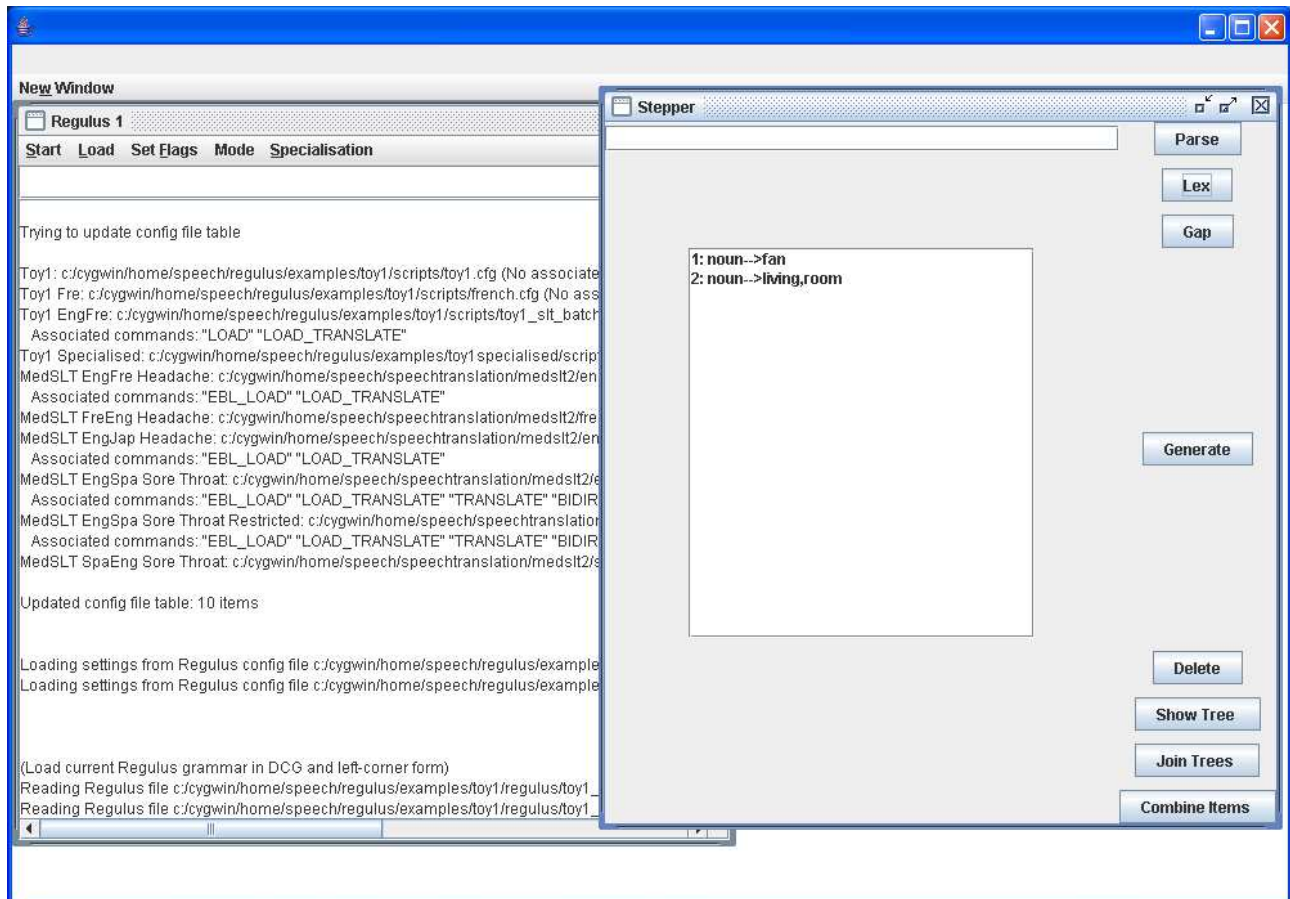 New Window
Regulus 1
Start Load Set Flags Mode Specialisation
Trying to update config file table
Toy1: c:/cygwin/home/speech/regulus/examples/toy1/scripts/toy1.cfg (No associate
Toy1 Fre: c:/cygwin/home/speech/regulus/examples/toy1/scripts/french.cfg (No ass
Toy1 EngFre: c:/cygwin/home/speech/regulus/examples/toy1/scripts/toy1_slt_batch
Associated commands: "LOAD" "LOAD_TRANSLATE"
Toy1 Specialised: c:/cygwin/home/speech/regulus/examples/toy1specialised/scrip
MedSLT EngFre Headache: c:/cygwin/home/speech/speechtranslation/medslt2/en
Associated commands: "EBL_LOAD" "LOAD_TRANSLATE"
MedSLT FreEng Headache: c:/cygwin/home/speech/speechtranslation/medslt2/fre
MedSLT EngJap Headache: c:/cygwin/home/speech/speechtranslation/medslt2/en
Associated commands: "EBL_LOAD" "LOAD_TRANSLATE"
MedSLT EngSpa Sore Throat: c:/cygwin/home/speech/speechtranslation/medslt2/e
Associated commands: "EBL_LOAD" "LOAD_TRANSLATE" "TRANSLATE" "BIDIR
MedSLT EngSpa Sore Throat Restricted: c:/cygwin/home/speech/speechtranslation
Associated commands: "EBL_LOAD" "LOAD_TRANSLATE" "TRANSLATE" "BIDIR
MedSLT SpaEng Sore Throat: c:/cygwin/home/speech/speechtranslation/medslt2/s
Updated config file table: 10 items
Loading settings from Regulus config file c:/cygwin/home/speech/regulus/example
Loading settings from Regulus config file c:/cygwin/home/speech/regulus/example
(Load current Regulus grammar in DCG and left-corner form)
Reading Regulus file c:/cygwin/home/speech/regulus/examples/toy1/regulus/toy1_
Reading Regulus file c:/cygwin/home/speech/regulus/examples/toy1/regulus/toy1_
Stepper
Parse
Lex
Gap
1: noun-->fan
2: noun-->living,room
Generate
Delete
Show Tree
Join Trees
Combine Items